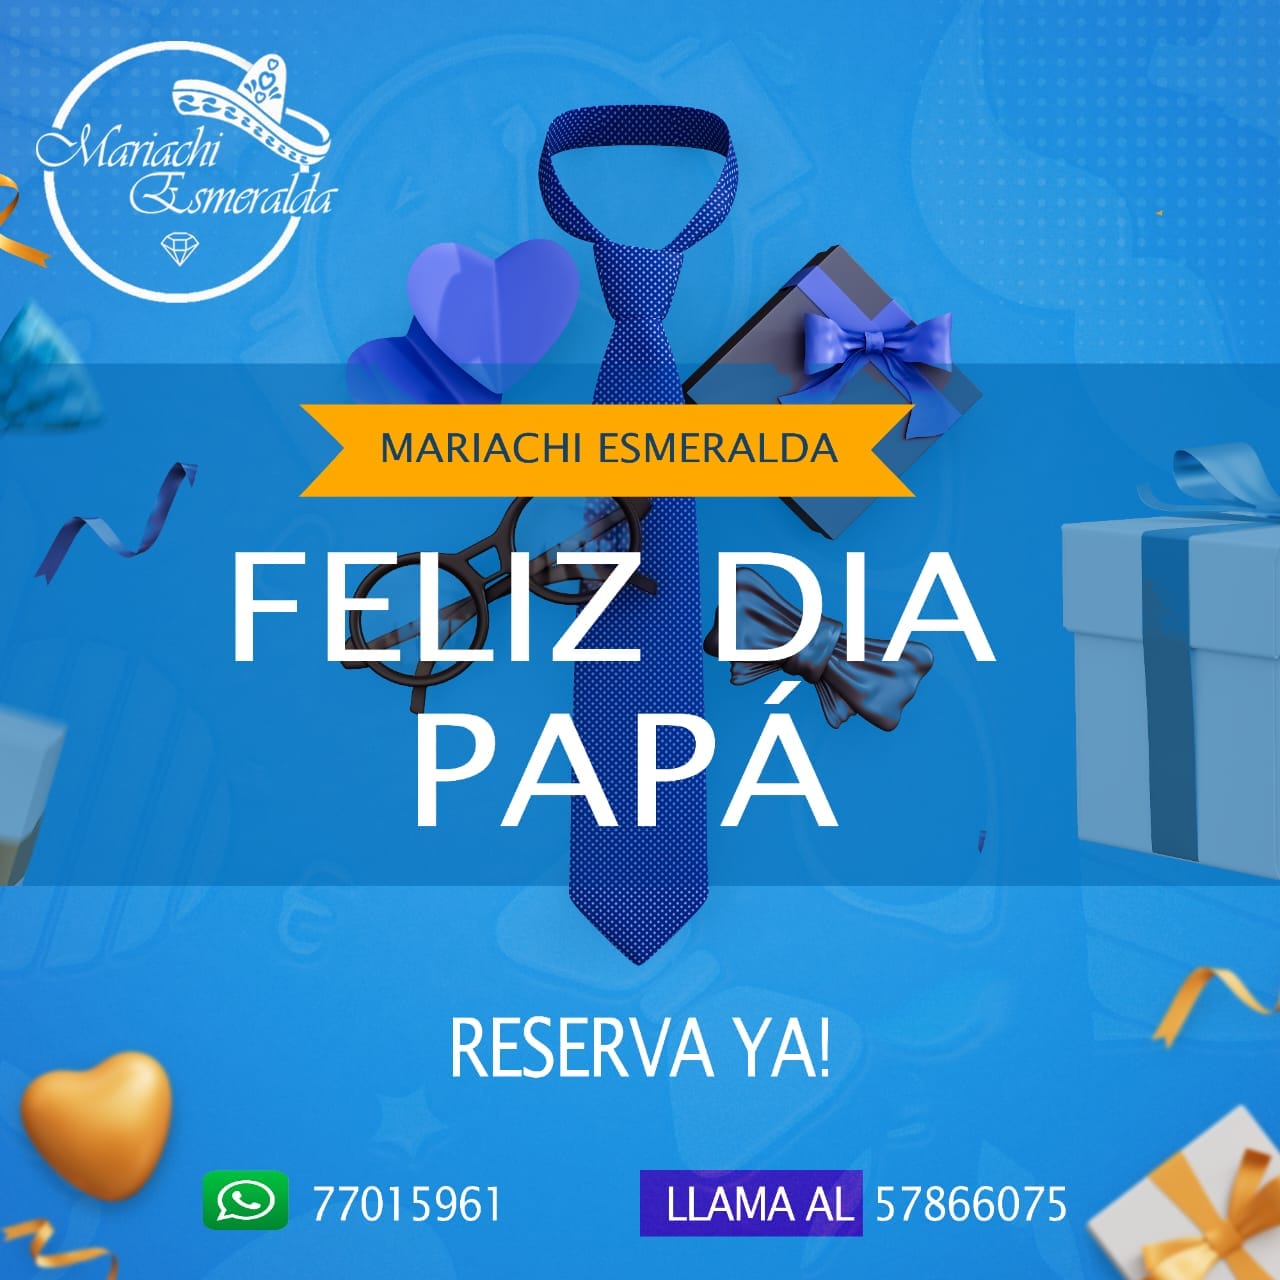 Mariachi
Esmeralda
MARIACHI ESMERALDA
FELIZ DIA
PAPÁ
RESERVA YA!
77015961
LLAMA AL 57866075